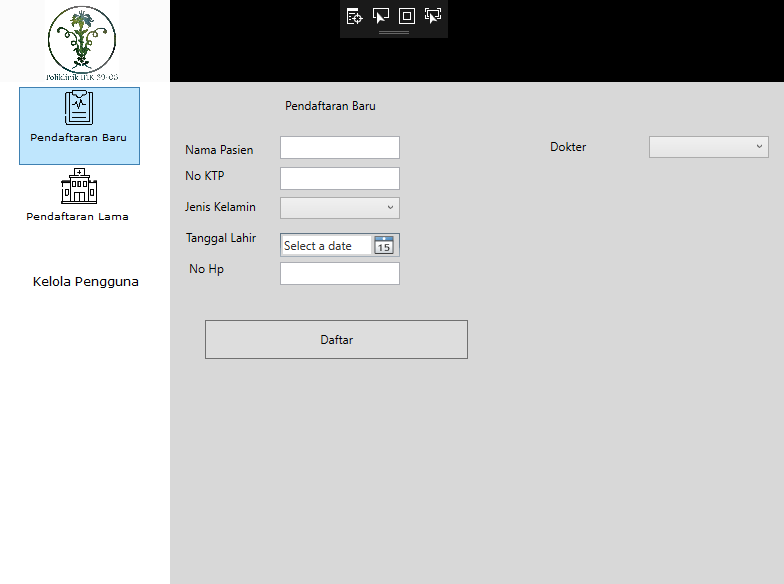 Poliklinik
Pendaftaran Baru
Pendaftaran Lama
Kelola Pengguna
Pendaftaran Baru
Nama Pasien
No KTP
Jenis Kelamin
Tanggal Lahir
Select a date
15
No Hp
Dokter
Daftar